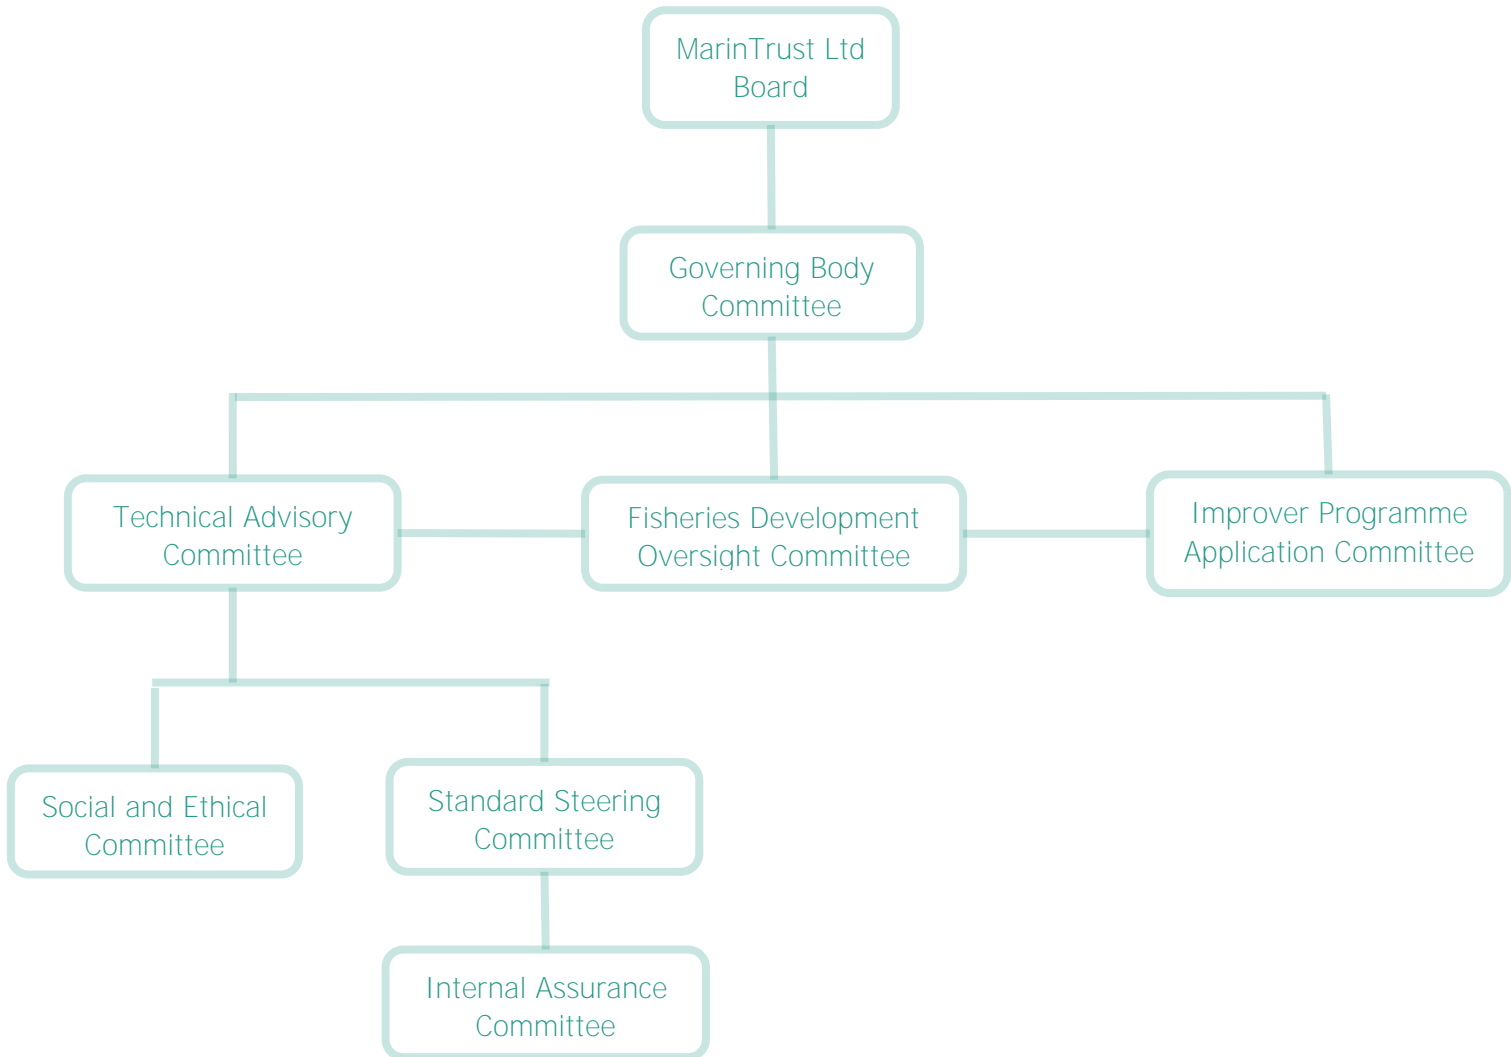 MarinTrust Ltd
Board
Governing Body
Committee
Technical Advisory
Committee
Fisheries Development
Oversight Committee
Improver Programme
Application Committee
Social and Ethical
Committee
Standard Steering
Committee
Internal Assurance
Committee